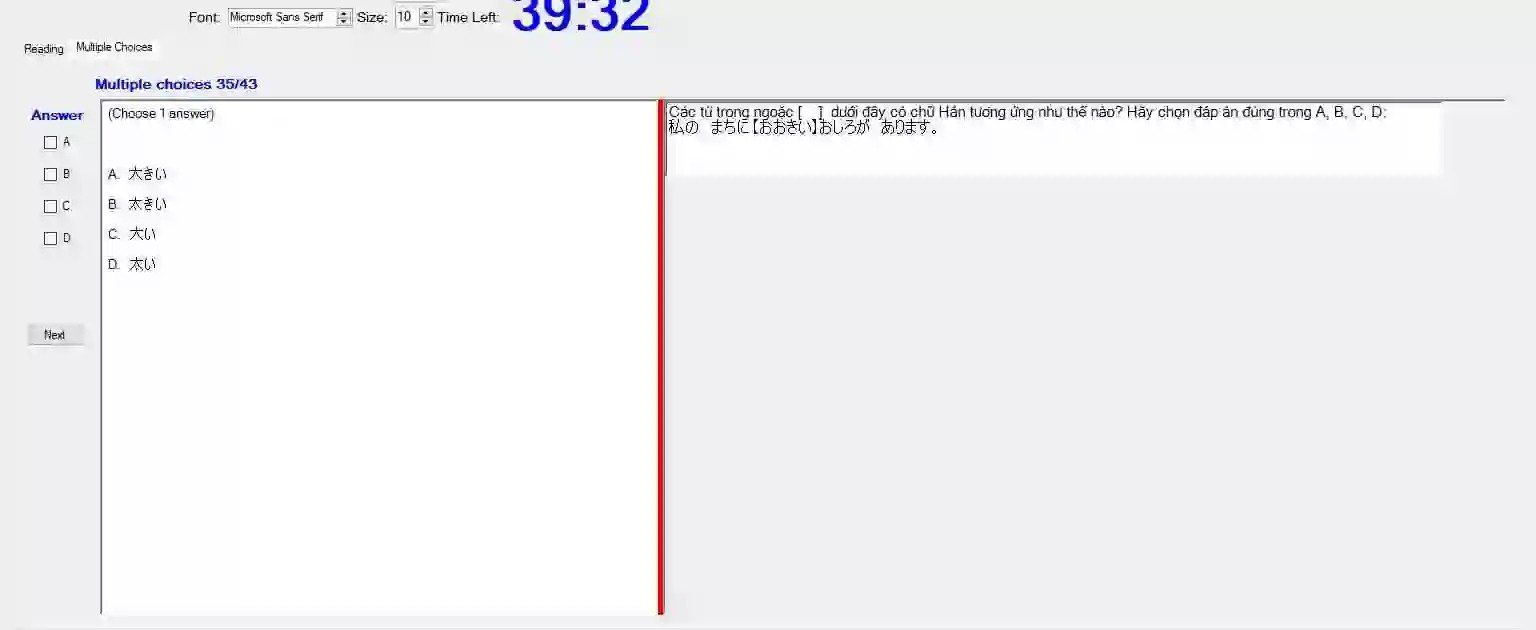 Font: Microsoft Sans Serif Size: 10 Time Left: 39:32
Reading Multiple Choices
Multiple choices 35/43
Answer
A
B
C
D
Next
(Choose 1 answer)
A. 大きい
B. 太きい
C. 大い
D. 太い
Các từ trong ngoặc [ ] dưới đây có chữ Hán tương ứng như thế nào? Hãy chọn đáp án đúng trong A, B, C, D:
私の まちに【おおきい】おしろが あります。